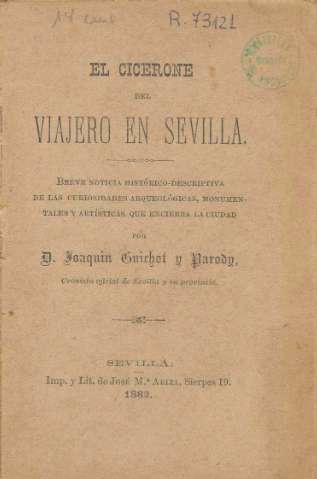 R. 73121
EL CICERONE
DEL
VIAJERO EN SEVILLA.
BREVE NOTICIA HISTÓRICO-DESCRIPTIVA
DE LAS CURIOSIDADES ARQUEOLÓGICAS, MONUMEN-
TALES Y ARTÍSTICAS QUE ENCIERRA LA CIUDAD
POR
D. Joaquin Guichot y Parody,
Cronista oficial de Sevilla y su provincia.
SEVILLA:
Imp. y Lit. de José M.ª ARIZA, Sierpes 19.
1882.